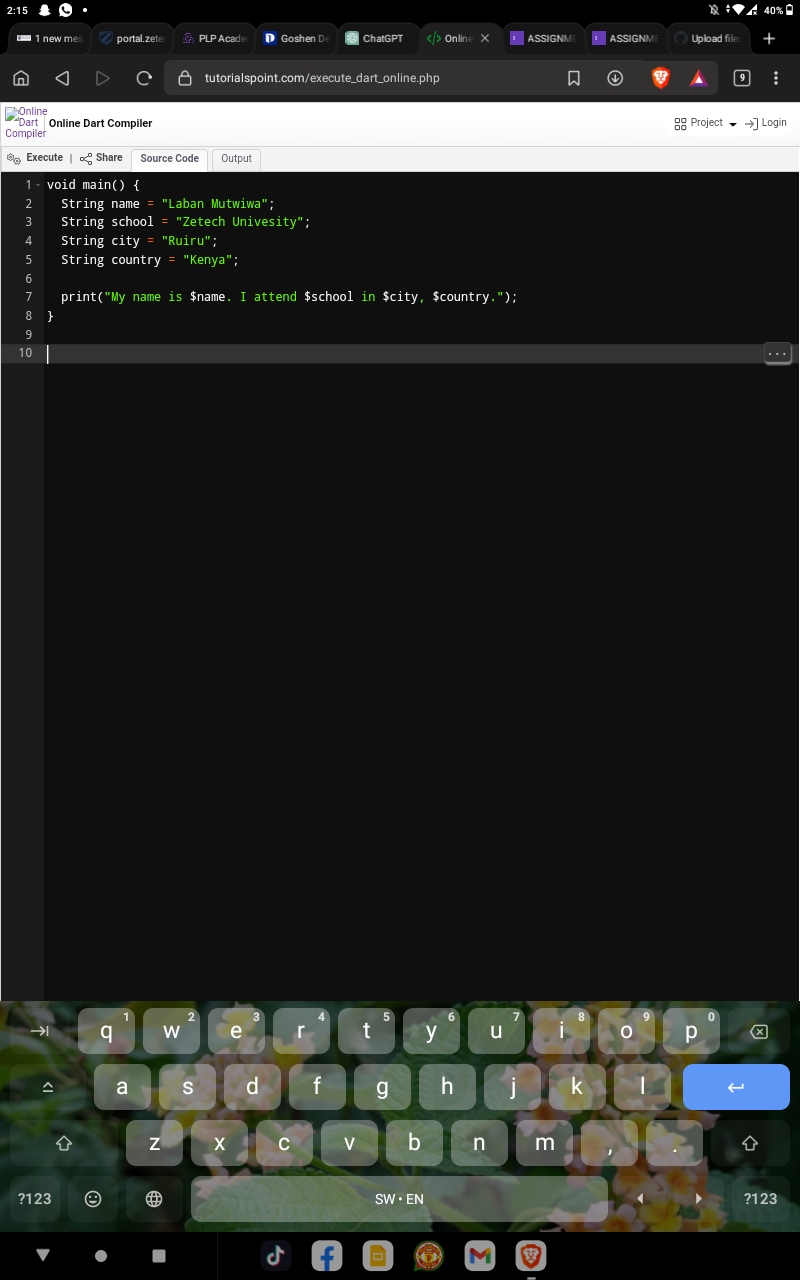 2:15
40%
1 new mes
portal.zete
PLP Acade
Goshen De
ChatGPT
Online
ASSIGNME
ASSIGNME
Upload file
tutorialspoint.com/execute_dart_online.php
9
Online Dart Compiler
Online Dart Compiler
Project
Login
Execute | Share
Source Code
Output
1 void main() {
2 String name = "Laban Mutwiwa";
3 String school = "Zetech Univesity";
4 String city = "Ruiru";
5 String country = "Kenya";
6
7 print("My name is $name. I attend $school in $city, $country.");
8 }
9
10
...
q 1 w 2 e 3 r 4 t 5 y 6 u 7 i 8 o 9 p 0
a s d f g h j k l
z x c v b n m , .
?123 SW • EN ?123